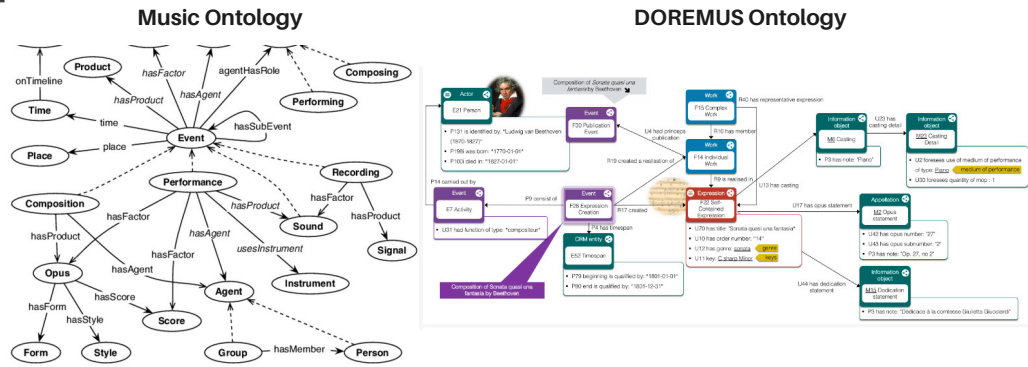 Music Ontology
DOREMUS Ontology
onTimeline
Product
hasFactor
agentHasRole
Composing
hasProduct
hasAgent
Performing
Time
time
Event
hasSubEvent
Place
place
Performance
Recording
Composition
hasFactor
hasProduct
hasFactor
hasProduct
hasProduct
hasAgent
Sound
Signal
hasFactor
usesInstrument
Opus
hasAgent
Agent
Instrument
hasForm
hasScore
hasStyle
Score
Form
Style
Group
hasMember
Person
Composition of Sonata quasi una
fantasia by Beethoven
Actor
E21 Person
P131 is identified by: "Ludwig van Beethoven
(1870-1827)"
P98i was born: "1770-01-01"
P100i died in: "1827-01-01"
Event
F30 Publication
Event
Work
F15 Complex
Work
R40 has representative expression
U4 had princeps
publication
R10 has member
Work
F14 Individual
Work
R19 created a realisation of
R9 is realised in
U13 has casting
Information
object
M6 Casting
P3 has note: "Piano"
U23 has
casting detail
Information
object
M23 Casting
Detail
U2 foresees use of medium of performance
of type: Piano
medium of performance
U30 foresees quantity of mop : 1
P14 carried out by
Event
E7 Activity
U31 had function of type: "compositeur"
P9 consist of
Event
F28 Expression
Creation
R17 created
P4 has timespan
Expression
F22 Self-
Contained
Expression
U70 has title: "Sonata quasi una fantasia"
U10 has order number: "14"
U12 has genre: sonata
genre
U11 key: C sharp Minor
keys
U17 has opus statement
Appellation
M2 Opus
statement
U42 has opus number: "27"
U43 has opus subnumber: "2"
P3 has note: "Op. 27, no 2"
CRM entity
E52 Timespan
P79 beginning is qualified by: "1801-01-01"
P80 end is qualified by: "1801-12-31"
Composition of Sonata quasi una
fantasia by Beethoven
U44 has dedication
statement
Information
object
M15 Dedication
statement
P3 has note: "Dédicace à la comtesse Giulietta Guicciardi"